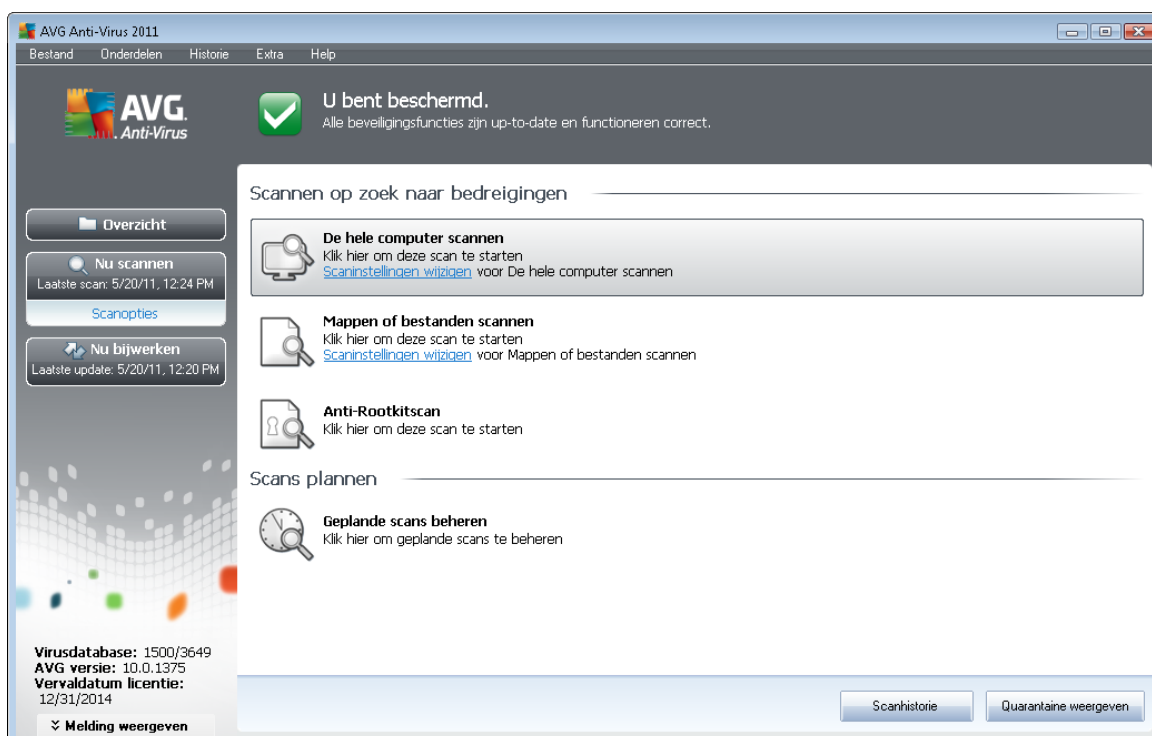 AVG Anti-Virus 2011
Bestand Onderdelen Historie Extra Help
AVG.
Anti-Virus
U bent beschermd.
Alle beveiligingsfuncties zijn up-to-date en functioneren correct.
Overzicht
Nu scannen
Laatste scan: 5/20/11, 12:24 PM
Scanopties
Nu bijwerken
Laatste update: 5/20/11, 12:20 PM
Virusdatabase: 1500/3649
AVG versie: 10.0.1375
Vervaldatum licentie:
12/31/2014
Melding weergeven
Scannen op zoek naar bedreigingen
De hele computer scannen
Klik hier om deze scan te starten
Scaninstellingen wijzigen voor De hele computer scannen
Mappen of bestanden scannen
Klik hier om deze scan te starten
Scaninstellingen wijzigen voor Mappen of bestanden scannen
Anti-Rootkitscan
Klik hier om deze scan te starten
Scans plannen
Geplande scans beheren
Klik hier om geplande scans te beheren
Scanhistorie
Quarantaine weergeven